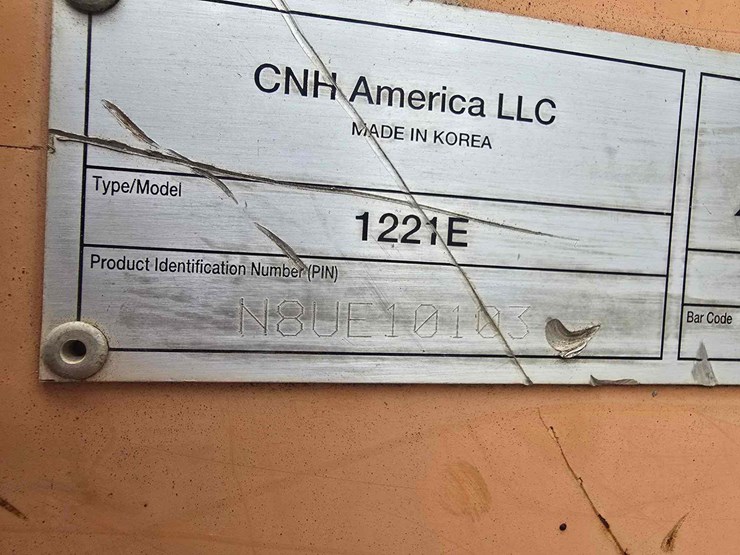 CNH America LLC
MADE IN KOREA
Type/Model
1221E
Product Identification Number (PIN)
N8UE10103
Bar Code